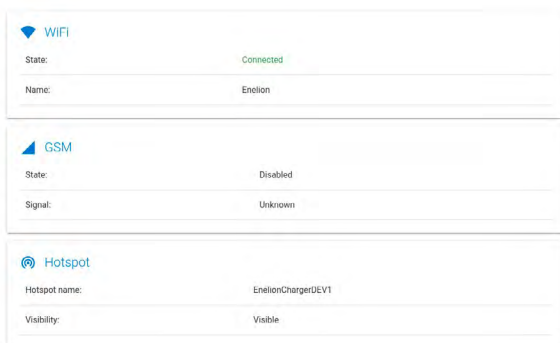 WiFi
State: Connected
Name: Enelion
GSM
State: Disabled
Signal: Unknown
Hotspot
Hotspot name: EnelionChargerDEV1
Visibility: Visible